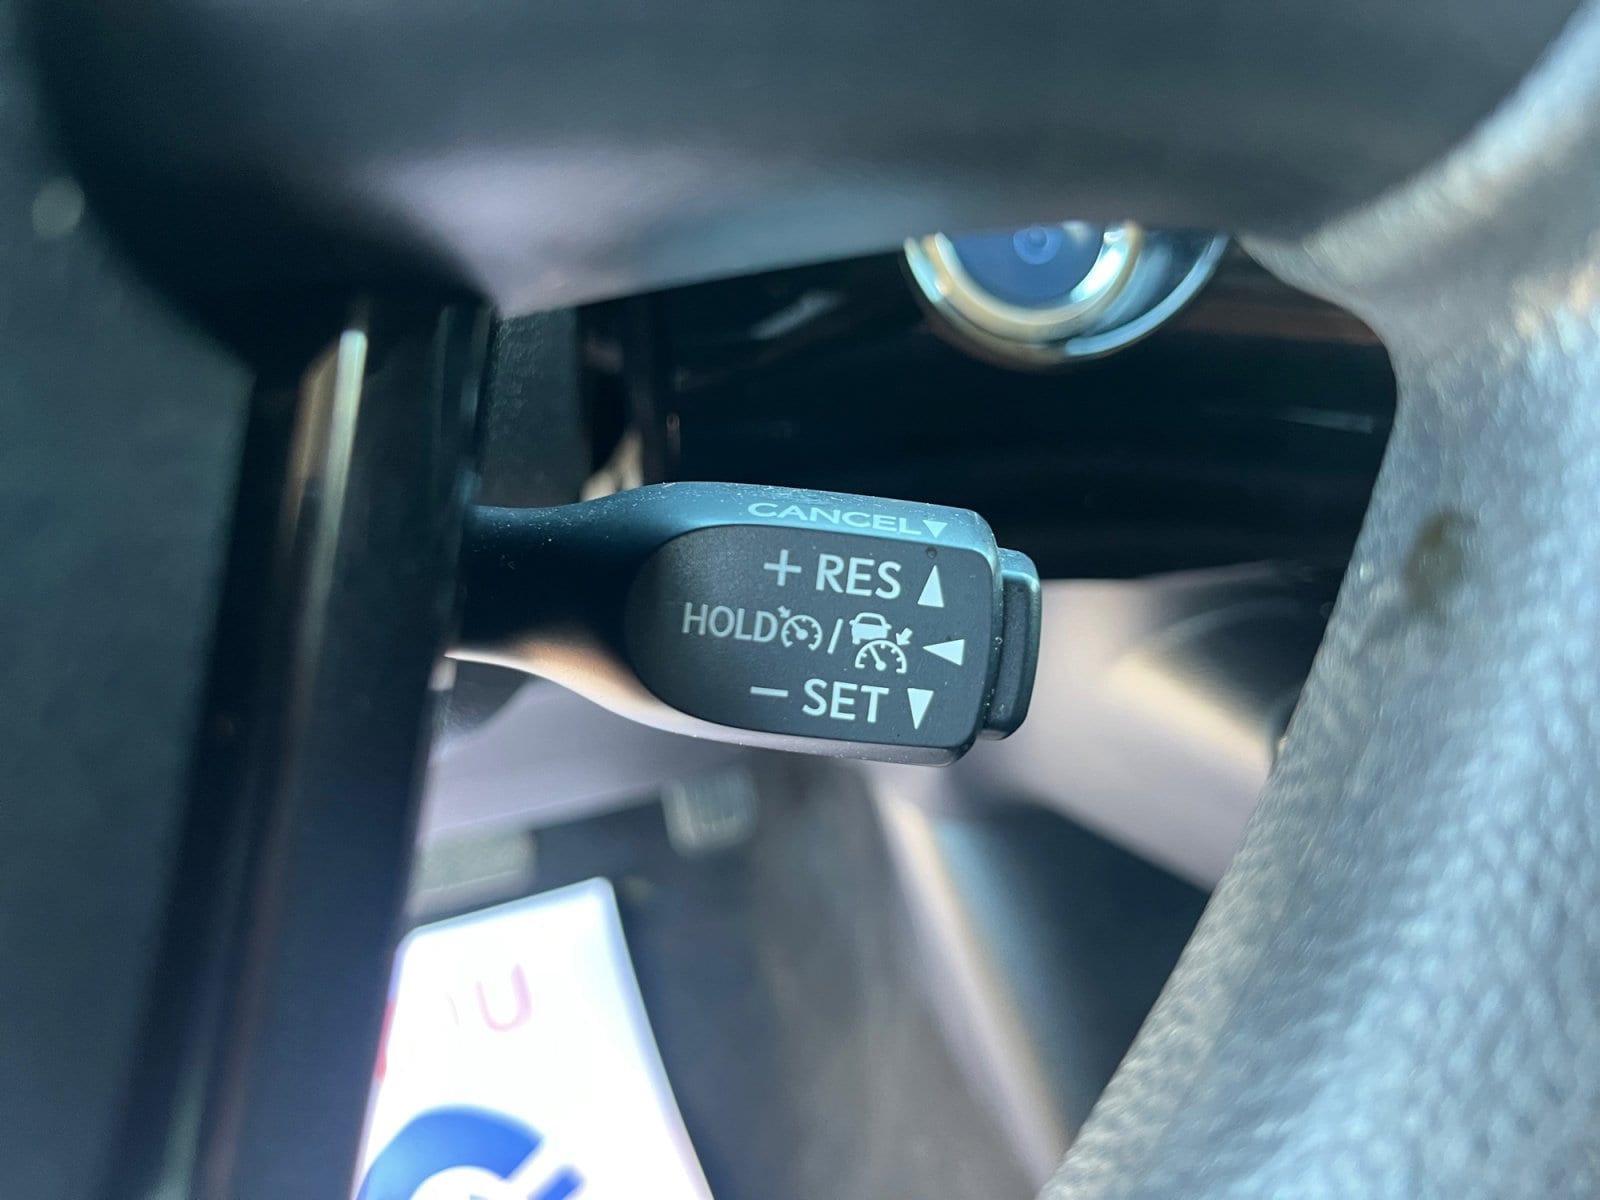 CANCEL▼
+ RES ▲
HOLD / ◀
− SET ▼
U